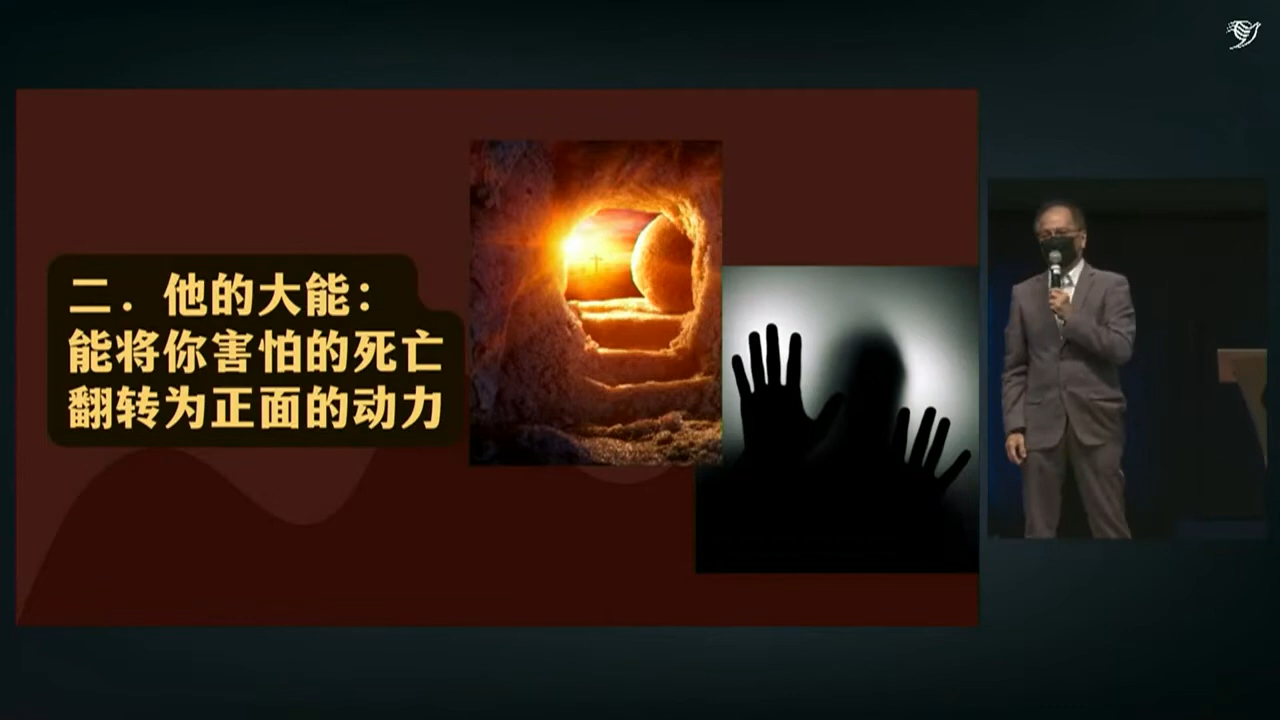 二．他的大能：
能将你害怕的死亡
翻转为正面的动力